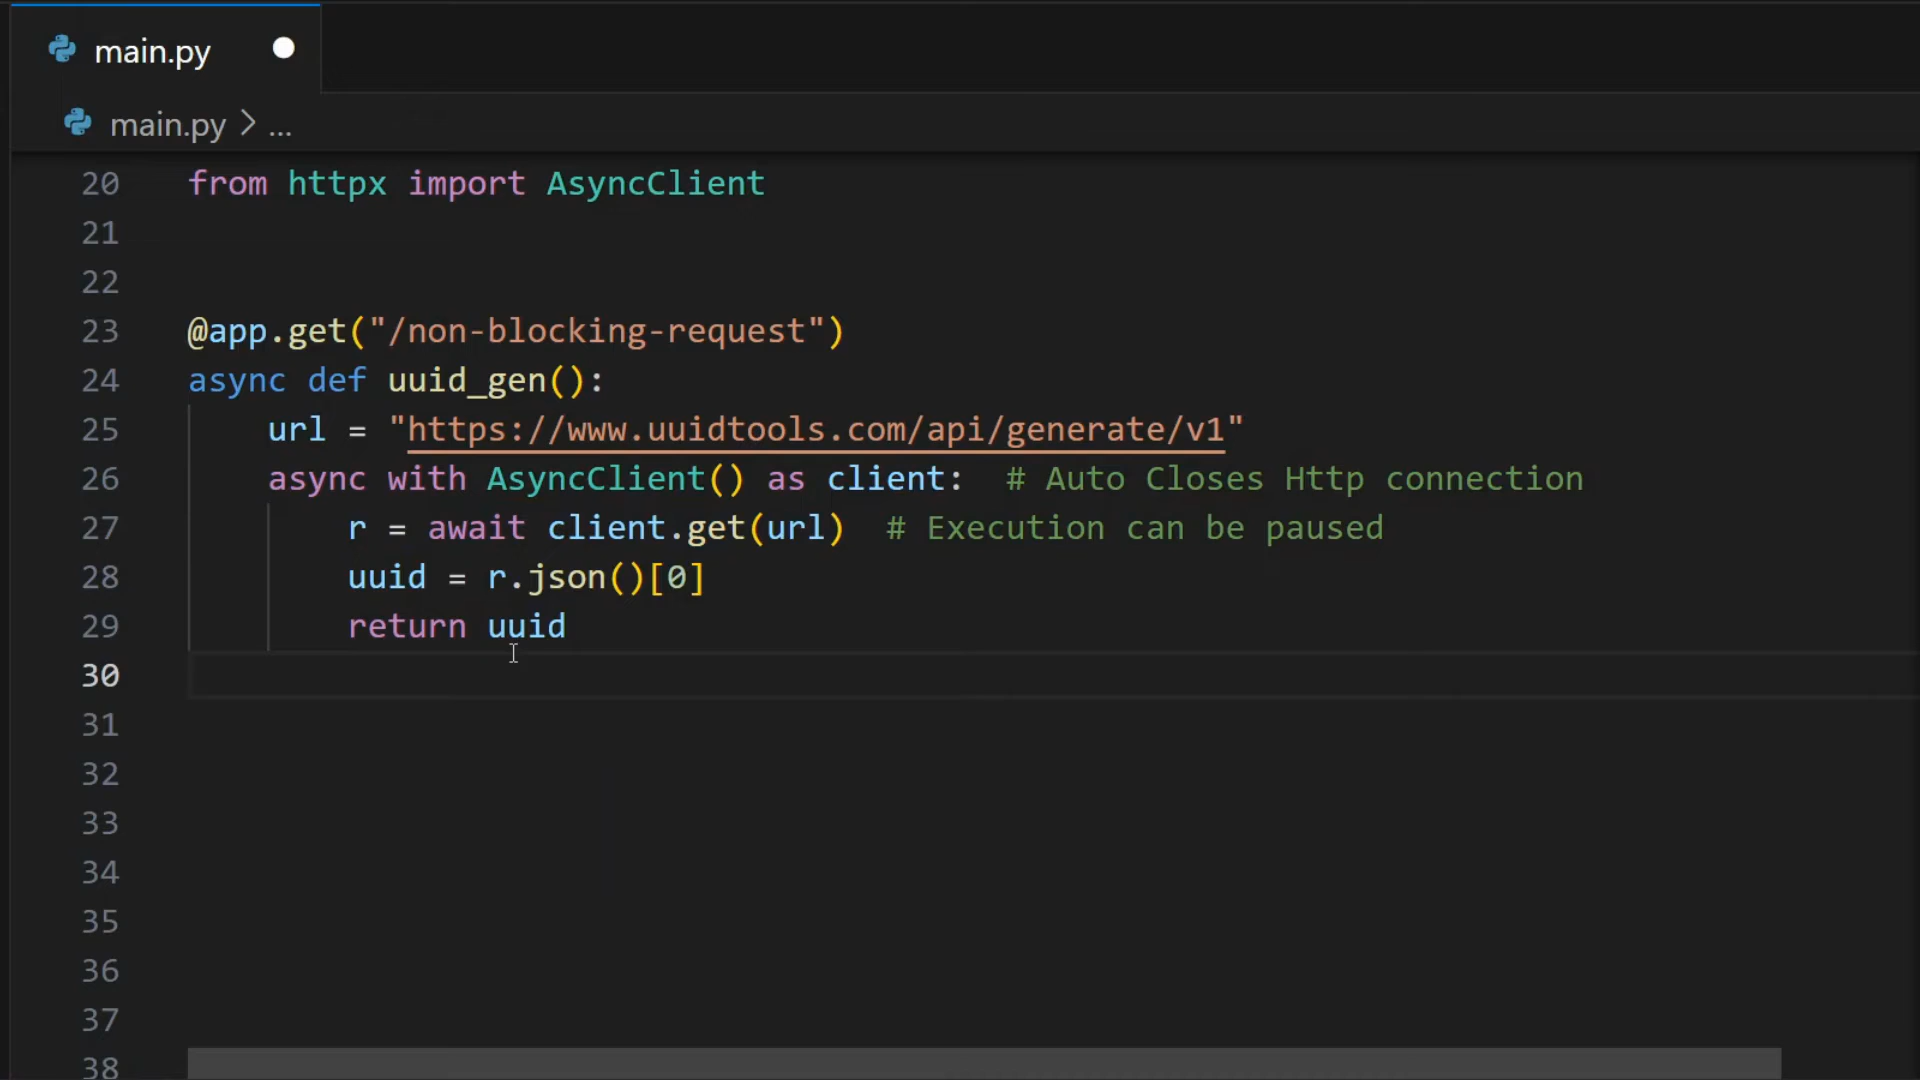 main.py
main.py > ...
20 from httpx import AsyncClient
21
22
23 @app.get("/non-blocking-request")
24 async def uuid_gen():
25     url = "https://www.uuidtools.com/api/generate/v1"
26     async with AsyncClient() as client:  # Auto Closes Http connection
27         r = await client.get(url)  # Execution can be paused
28         uuid = r.json()[0]
29         return uuid
30
31
32
33
34
35
36
37
38